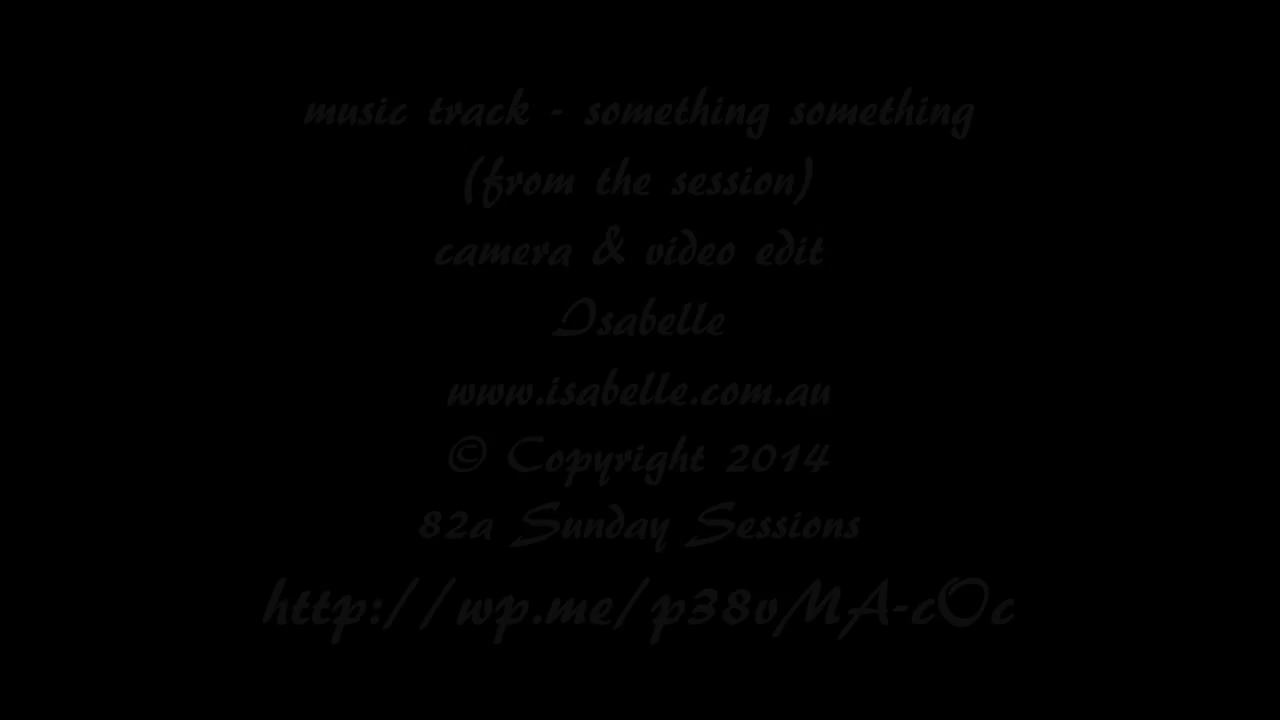 music track - something something
(from the session)
camera & video edit
Isabelle
www.isabelle.com.au
© Copyright 2014
82a Sunday Sessions
http://wp.me/p38vMA-cOc